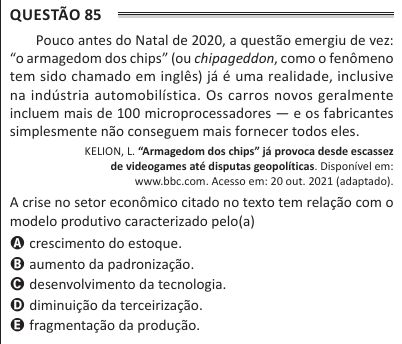 QUESTÃO 85
Pouco antes do Natal de 2020, a questão emergiu de vez:
“o armagedom dos chips” (ou chipageddon, como o fenômeno
tem sido chamado em inglês) já é uma realidade, inclusive
na indústria automobilística. Os carros novos geralmente
incluem mais de 100 microprocessadores — e os fabricantes
simplesmente não conseguem mais fornecer todos eles.
KELION, L. “Armagedom dos chips” já provoca desde escassez
de videogames até disputas geopolíticas. Disponível em:
www.bbc.com. Acesso em: 20 out. 2021 (adaptado).
A crise no setor econômico citado no texto tem relação com o
modelo produtivo caracterizado pelo(a)
A crescimento do estoque.
B aumento da padronização.
C desenvolvimento da tecnologia.
D diminuição da terceirização.
E fragmentação da produção.